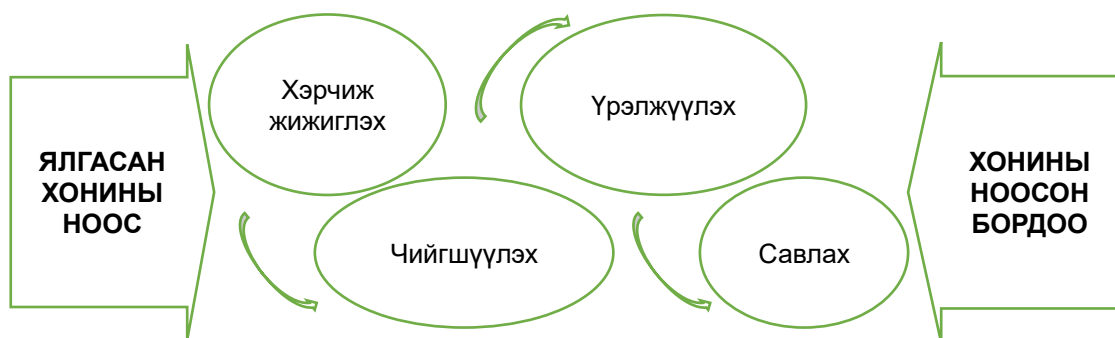 ЯЛГАСАН
ХОНИНЫ
НООС
Хэрчиж
жижиглэх
Чийгшүүлэх
Үрэлжүүлэх
Савлах
ХОНИНЫ
НООСОН
БОРДОО